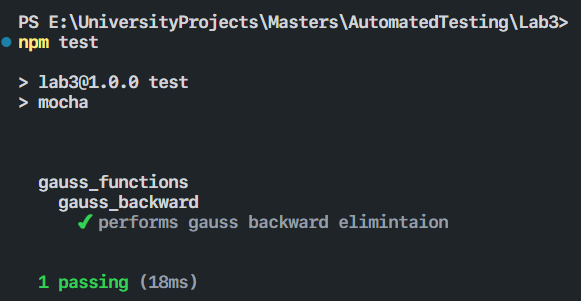 PS E:\UniversityProjects\Masters\AutomatedTesting\Lab3>
npm test
> lab3@1.0.0 test
> mocha
gauss_functions
gauss_backward
✔ performs gauss backward elimintaion
1 passing (18ms)